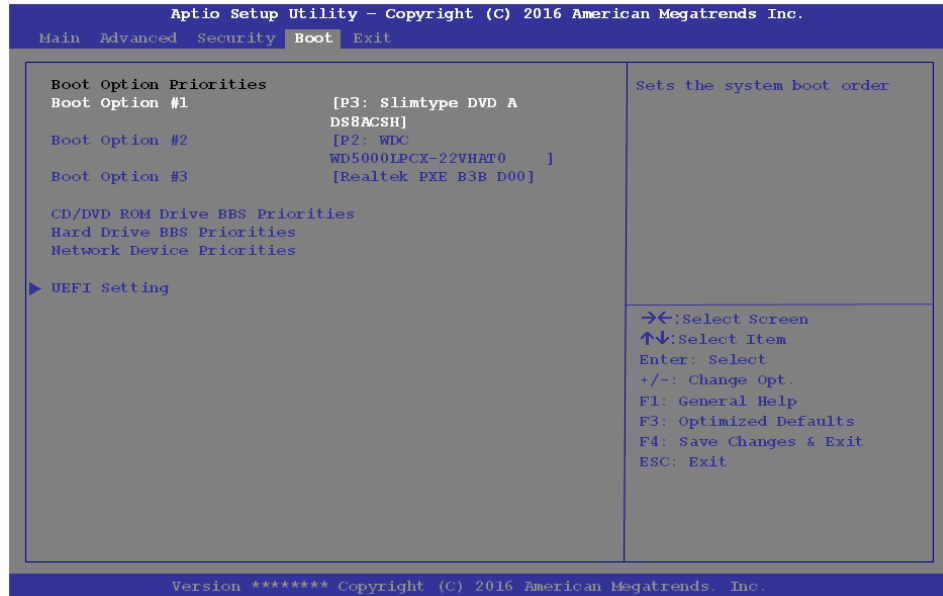 Aptio Setup Utility – Copyright (C) 2016 American Megatrends Inc.
Main Advanced Security Boot Exit
Boot Option Priorities
Boot Option #1 [P3: Slimtype DVD A
DS8ACSH]
Boot Option #2 [P2: WDC
WD5000LPCX-22VHAT0 ]
Boot Option #3 [Realtek PXE B3B D00]
CD/DVD ROM Drive BBS Priorities
Hard Drive BBS Priorities
Network Device Priorities
▶ UEFI Setting
Sets the system boot order
→←:Select Screen
↑↓:Select Item
Enter: Select
+/-: Change Opt.
F1: General Help
F3: Optimized Defaults
F4: Save Changes & Exit
ESC: Exit
Version ******** Copyright (C) 2016 American Megatrends. Inc.